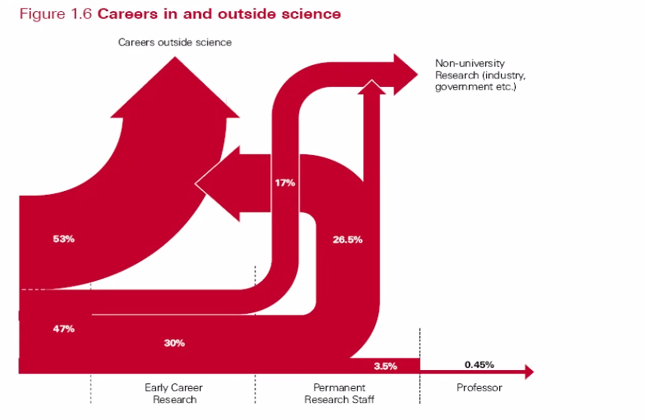 Figure 1.6 Careers in and outside science
Careers outside science
Non-university
Research (industry,
government etc.)
17%
53%
26.5%
47%
30%
3.5%
0.45%
Early Career
Research
Permanent
Research Staff
Professor